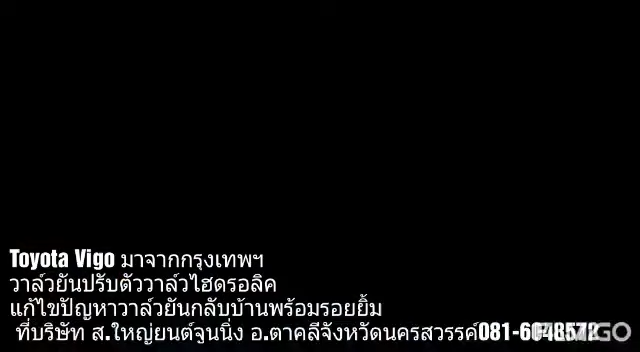 Toyota Vigo มาจากกรุงเทพฯ
วาล์วยันปรับตัววาล์วไฮดรอลิค
แก้ไขปัญหาวาล์วยันกลับบ้านพร้อมรอยยิ้ม
ที่บริษัท ส.ใหญ่ยนต์จูนนิ่ง อ.ตาคลีจังหวัดนครสวรรค์081-6048572